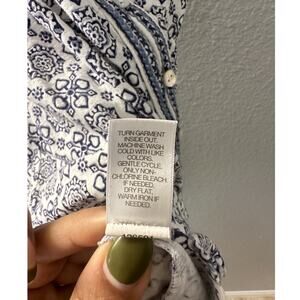 TURN GARMENT
INSIDE OUT.
MACHINE WASH
COLD WITH LIKE
COLORS.
GENTLE CYCLE.
ONLY NON-
CHLORINE BLEACH
IF NEEDED.
DRY FLAT.
WARM IRON IF
NEEDED.